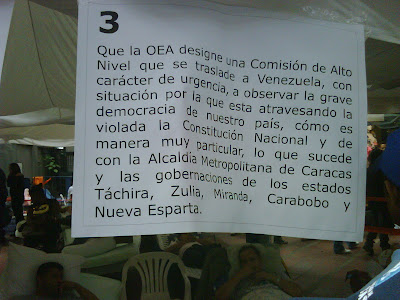 3
Que la OEA designe una Comisión de Alto
Nivel que se traslade a Venezuela, con
carácter de urgencia, a observar la grave
situación por la que esta atravesando la
democracia de nuestro país, cómo es
violada la Constitución Nacional y de
manera muy particular, lo que sucede
con la Alcaldía Metropolitana de Caracas
y las gobernaciones de los estados
Táchira, Zulia, Miranda, Carabobo y
Nueva Esparta.